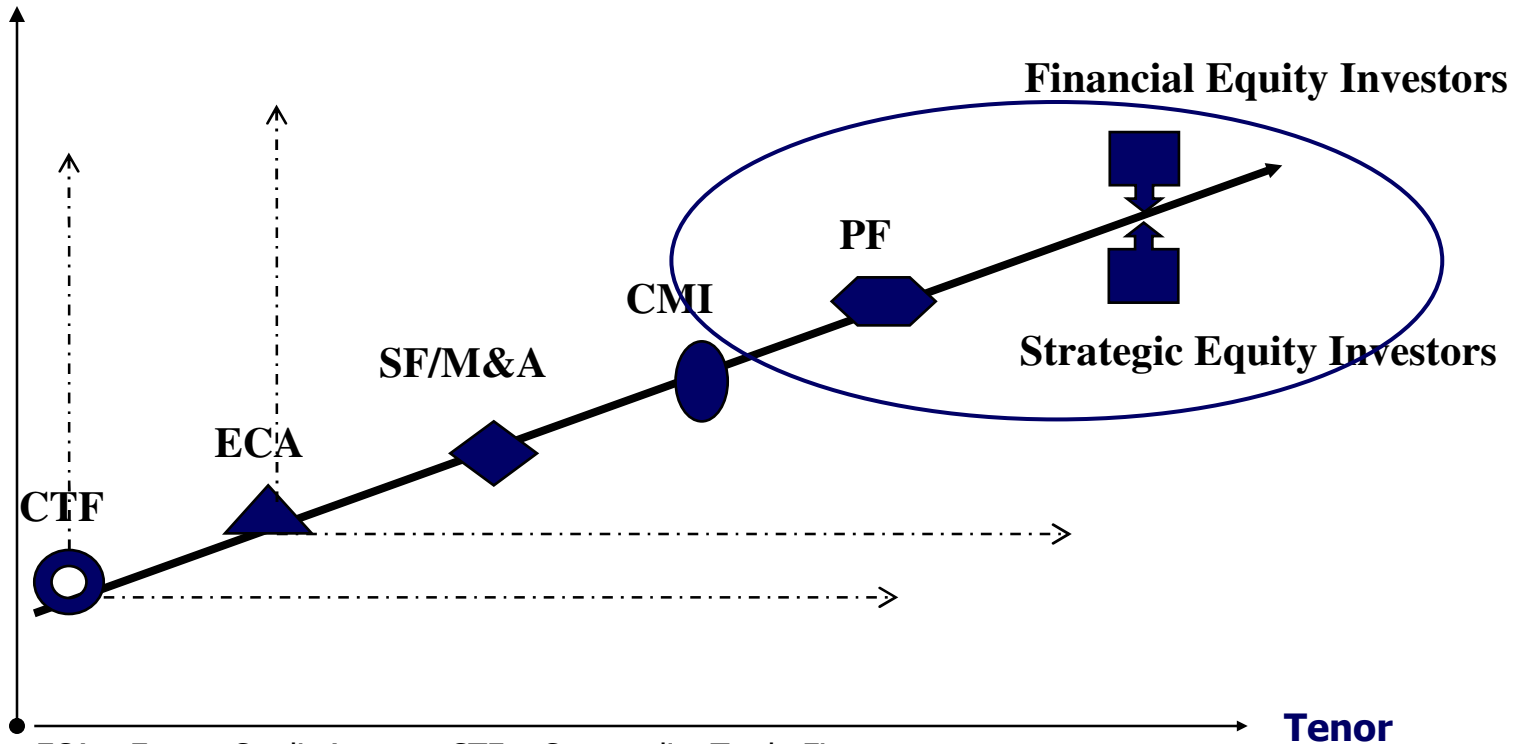 Financial Equity Investors
PF
CMI
Strategic Equity Investors
SF/M&A
ECA
CTF
Tenor